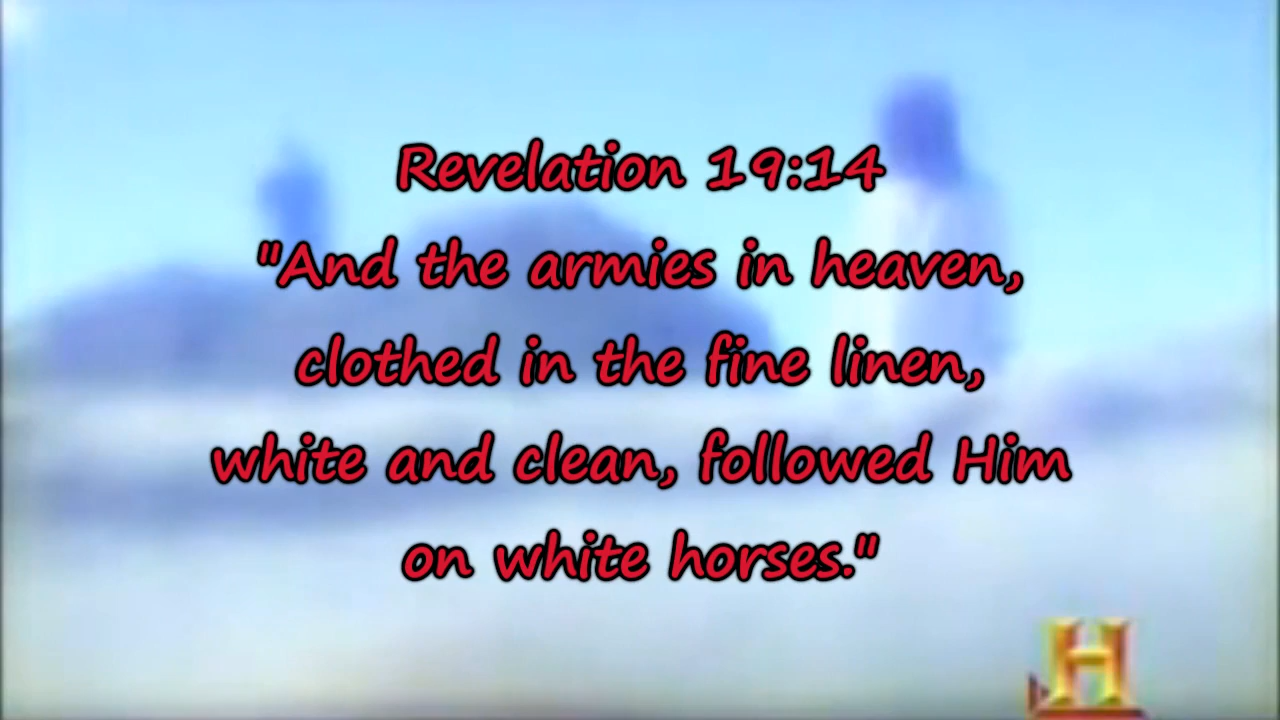 Revelation 19:14
"And the armies in heaven,
clothed in the fine linen,
white and clean, followed Him
on white horses."
H